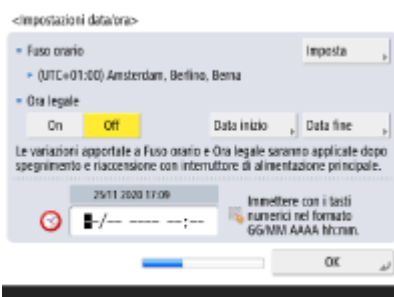 <Impostazioni data/ora>
Fuso orario
Imposta
(UTC+01:00) Amsterdam, Berlino, Berna
Ora legale
On Off Data inizio Data fine
Le variazioni apportate a Fuso orario e Ora legale saranno applicate dopo
spegnimento e riaccensione con interruttore di alimentazione principale.
25/11 2020 17:09
-/-- ---- --:--
Immettere con i tasti
numerici nel formato
GG/MM AAAA hh:mm.
OK